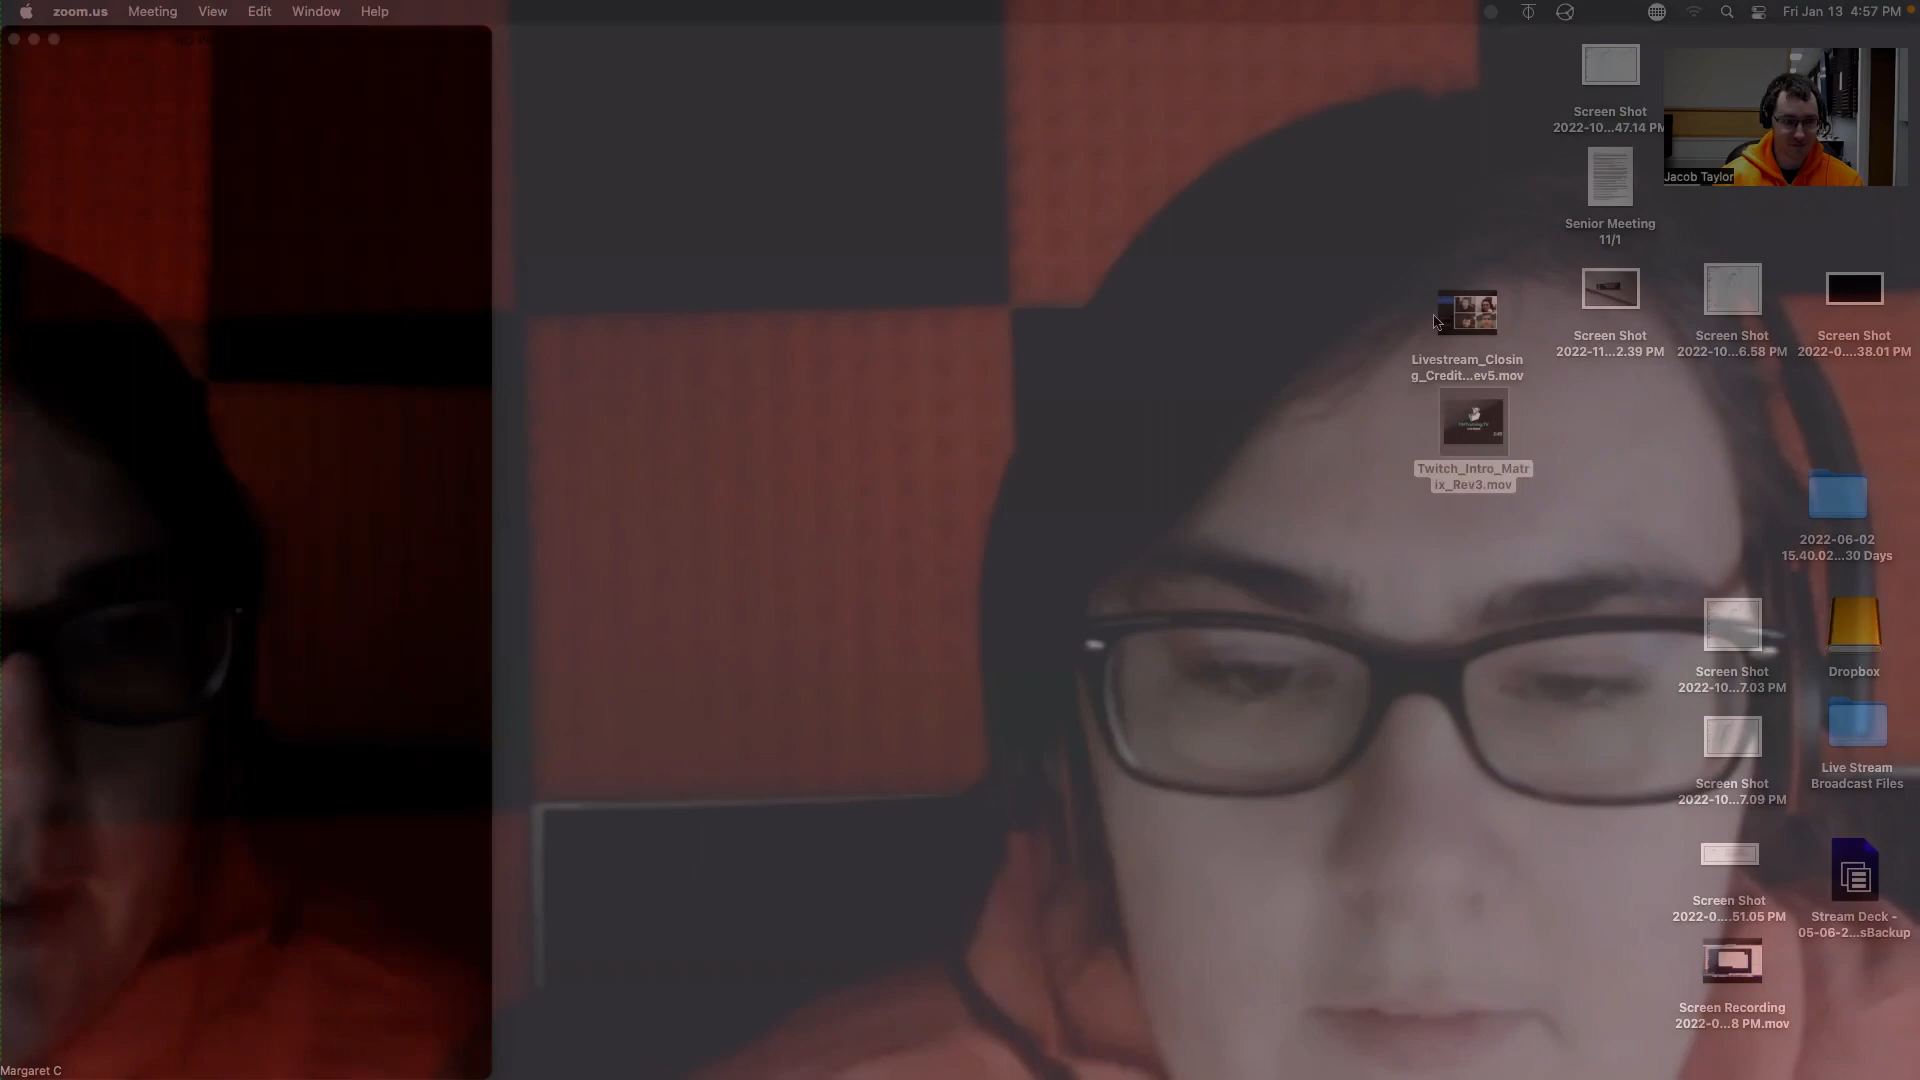 zoom.us Meeting View Edit Window Help
Fri Jan 13 4:57 PM
Screen Shot
2022-10...47.14 PM
Jacob Taylor
Senior Meeting
11/1
Livestream_Closin
g_Credit...ev5.mov
Screen Shot
2022-11...2.39 PM
Screen Shot
2022-10...6.58 PM
Screen Shot
2022-0....38.01 PM
Twitch_Intro_Matr
ix_Rev3.mov
2022-06-02
15.40.02...30 Days
Screen Shot
2022-10...7.03 PM
Dropbox
Screen Shot
2022-10...7.09 PM
Live Stream
Broadcast Files
Screen Shot
2022-0....51.05 PM
Stream Deck -
05-06-2...sBackup
Screen Recording
2022-0...8 PM.mov
Margaret C